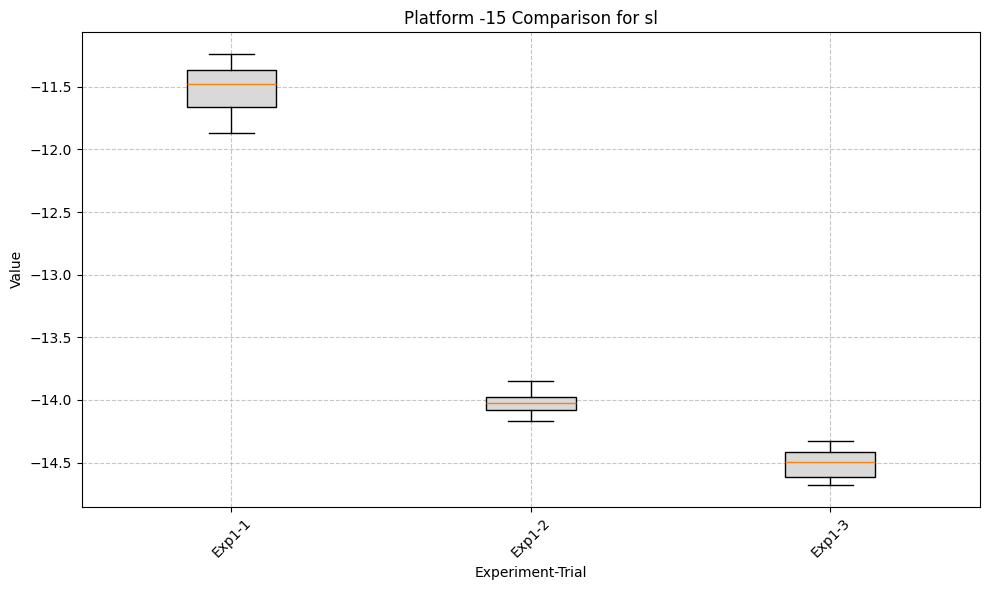 Platform -15 Comparison for sl
Value
−11.5
−12.0
−12.5
−13.0
−13.5
−14.0
−14.5
Exp1-1
Exp1-2
Exp1-3
Experiment-Trial